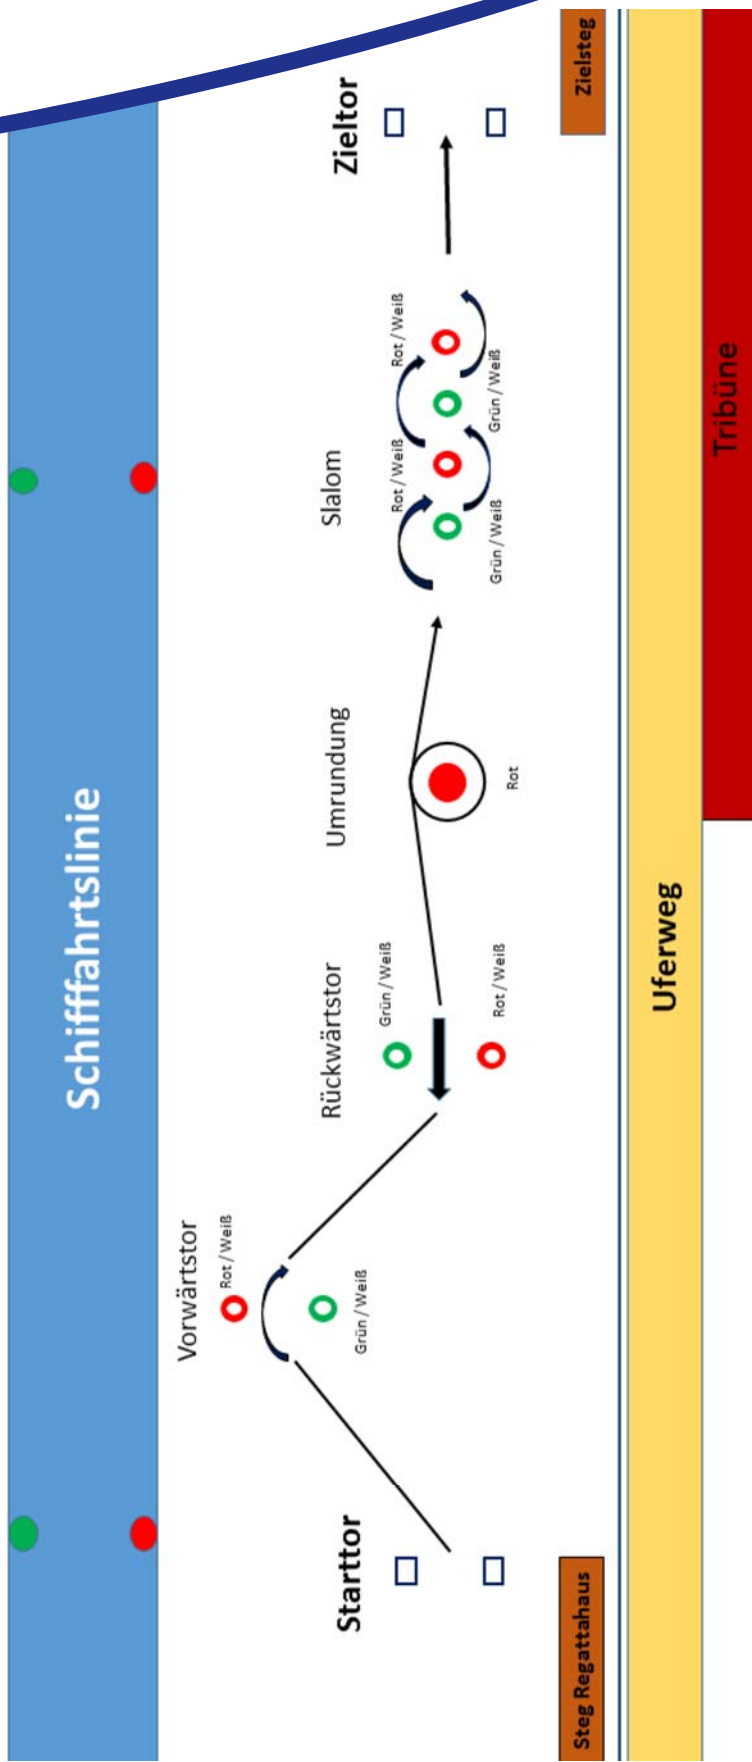 Schifffahrtslinie
Vorwärtstor
Rot / Weiß
Grün / Weiß
Starttor
Rückwärtstor
Grün / Weiß
Rot / Weiß
Umrundung
Rot
Slalom
Rot / Weiß
Rot / Weiß
Grün / Weiß
Grün / Weiß
Zieltor
Steg Regattahaus
Zielsteg
Uferweg
Tribüne